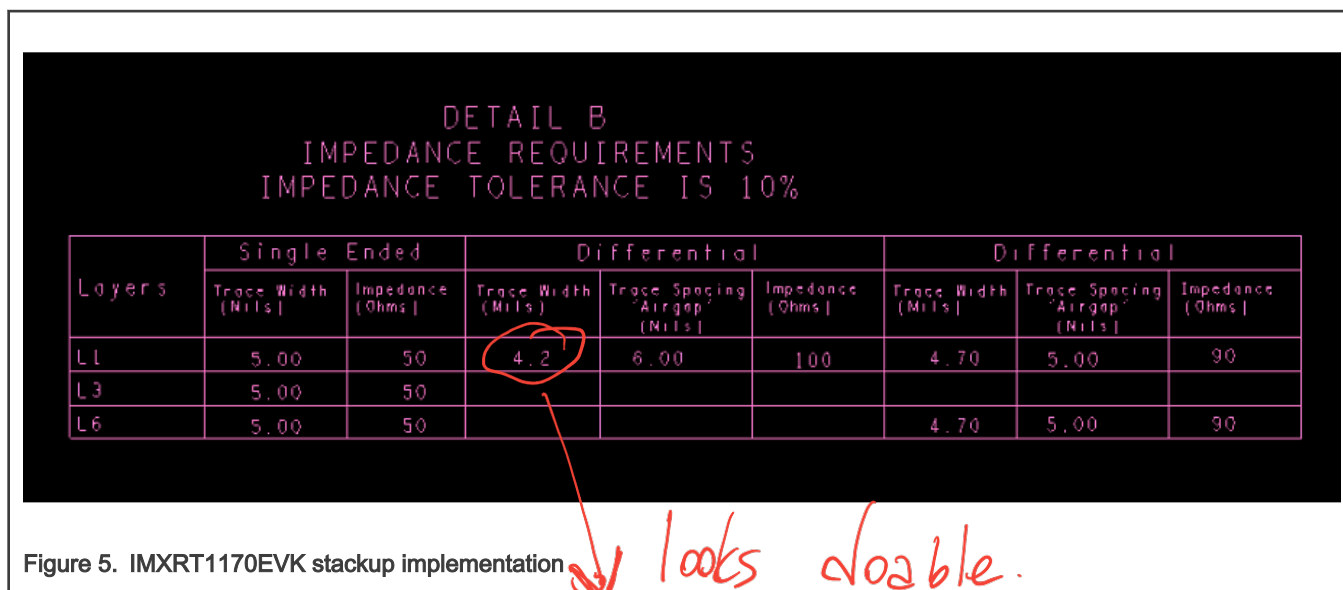 DETAIL B
IMPEDANCE REQUIREMENTS
IMPEDANCE TOLERANCE IS 10%
Layers Single Ended Differential Differential
Trace Width (Mils) Impedance (Ohms) Trace Width (Mils) Trace Spacing "Airgap" (Mils) Impedance (Ohms) Trace Width (Mils) Trace Spacing "Airgap" (Mils) Impedance (Ohms)
L1 5.00 50 4.2 6.00 100 4.70 5.00 90
L3 5.00 50
L6 5.00 50 4.70 5.00 90
looks doable.
Figure 5. IMXRT1170EVK stackup implementation